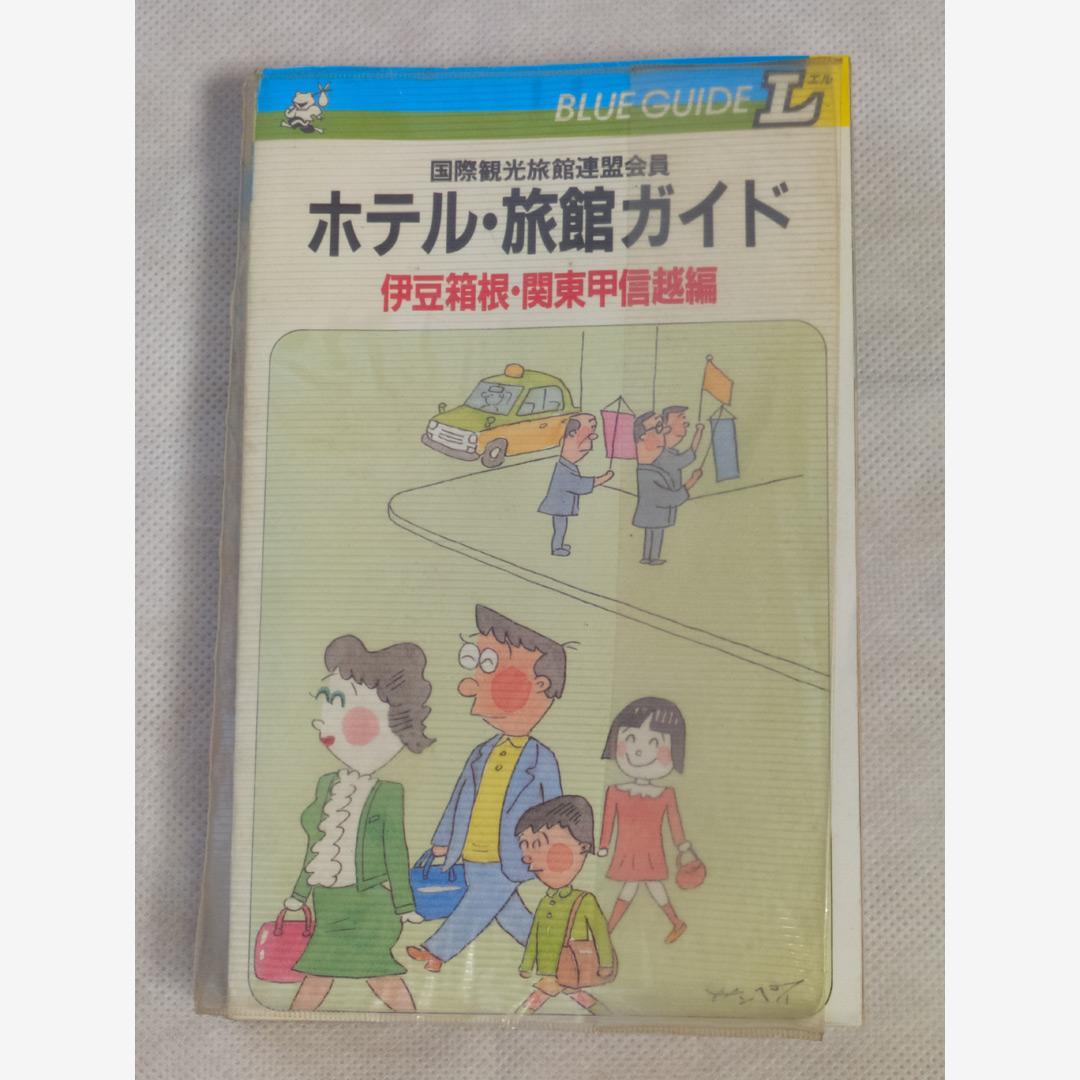 BLUE GUIDE L エル
国際観光旅館連盟会員
ホテル・旅館ガイド
伊豆箱根・関東甲信越編